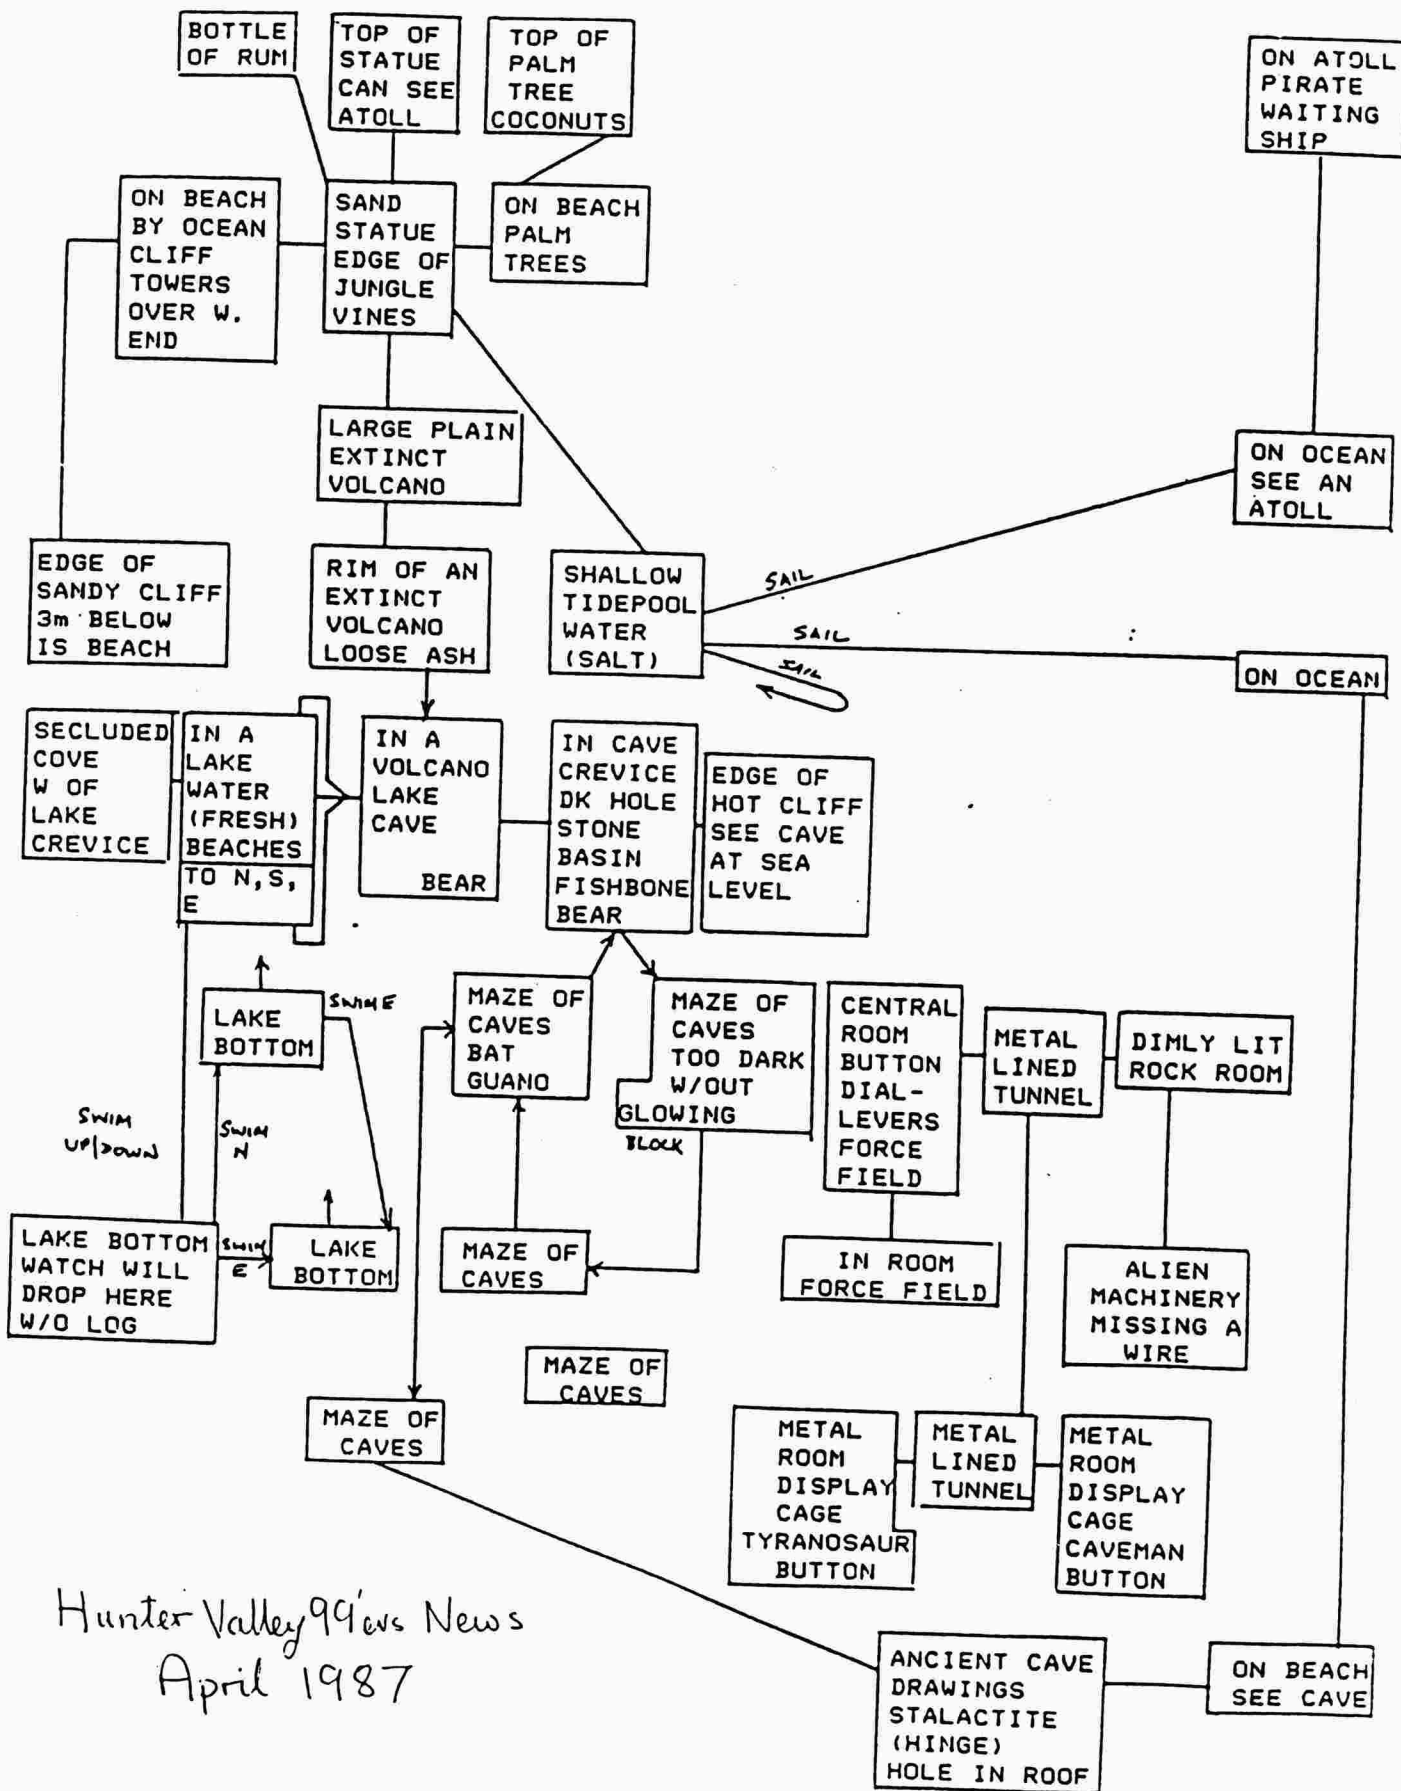 BOTTLE
OF RUM
TOP OF
STATUE
CAN SEE
ATOLL
TOP OF
PALM
TREE
COCONUTS
ON ATOLL
PIRATE
WAITING
SHIP
ON BEACH
BY OCEAN
CLIFF
TOWERS
OVER W.
END
SAND
STATUE
EDGE OF
JUNGLE
VINES
ON BEACH
PALM
TREES
LARGE PLAIN
EXTINCT
VOLCANO
ON OCEAN
SEE AN
ATOLL
EDGE OF
SANDY CLIFF
3m BELOW
IS BEACH
RIM OF AN
EXTINCT
VOLCANO
LOOSE ASH
SHALLOW
TIDEPOOL
WATER
(SALT)
SAIL
SAIL
SAIL
ON OCEAN
SECLUDED
COVE
W OF
LAKE
CREVICE
IN A
LAKE
WATER
(FRESH)
BEACHES
TO N,S,
E
IN A
VOLCANO
LAKE
CAVE
BEAR
IN CAVE
CREVICE
DK HOLE
STONE
BASIN
FISHBONE
BEAR
EDGE OF
HOT CLIFF
SEE CAVE
AT SEA
LEVEL
LAKE
BOTTOM
SWIM E
MAZE OF
CAVES
BAT
GUANO
MAZE OF
CAVES
TOO DARK
W/OUT
GLOWING
BLOCK
CENTRAL
ROOM
BUTTON
DIAL-
LEVERS
FORCE
FIELD
METAL
LINED
TUNNEL
DIMLY LIT
ROCK ROOM
SWIM
UP/DOWN
SWIM
N
LAKE BOTTOM
WATCH WILL
DROP HERE
W/O LOG
SWIM
E
LAKE
BOTTOM
MAZE OF
CAVES
IN ROOM
FORCE FIELD
ALIEN
MACHINERY
MISSING A
WIRE
MAZE OF
CAVES
MAZE OF
CAVES
METAL
ROOM
DISPLAY
CAGE
TYRANOSAUR
BUTTON
METAL
LINED
TUNNEL
METAL
ROOM
DISPLAY
CAGE
CAVEMAN
BUTTON
Hunter Valley 99'ers News
April 1987
ANCIENT CAVE
DRAWINGS
STALACTITE
(HINGE)
HOLE IN ROOF
ON BEACH
SEE CAVE